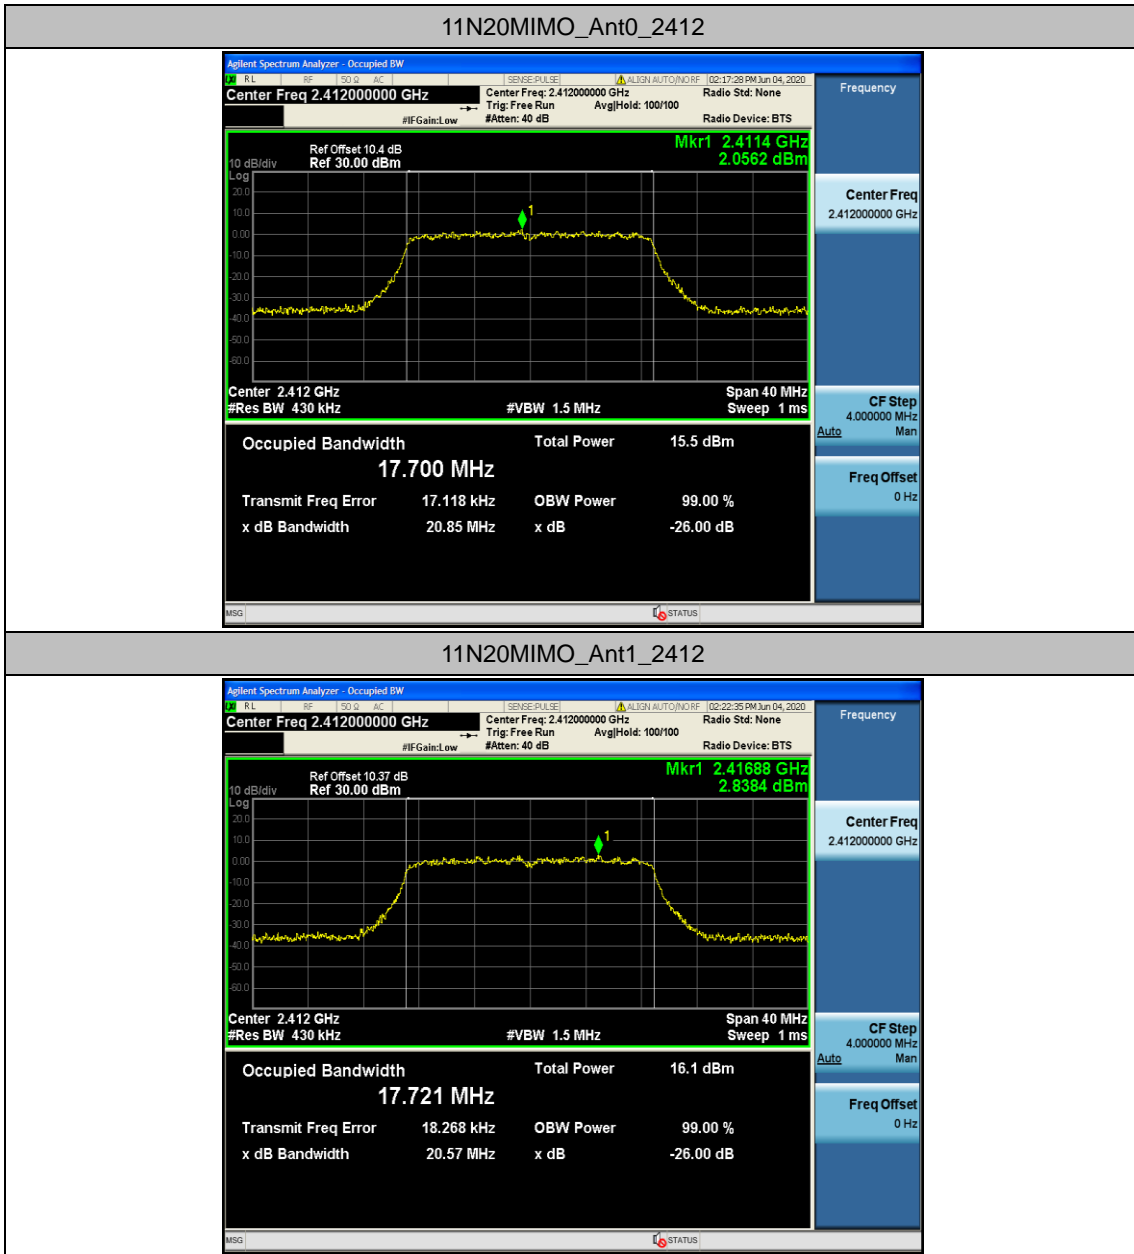 11N20MIMO_Ant0_2412
Agilent Spectrum Analyzer - Occupied BW
RL RF 50 Ω AC SENSE:PULSE ALIGN AUTO/NORF 02:17:28 PM Jun 04, 2020
Center Freq 2.412000000 GHz
Center Freq: 2.412000000 GHz Radio Std: None
Trig: Free Run Avg|Hold: 100/100
#IFGain:Low #Atten: 40 dB Radio Device: BTS
Frequency
Mkr1 2.4114 GHz
2.0562 dBm
Ref Offset 10.4 dB
10 dB/div Ref 30.00 dBm
Log
20.0
10.0
0.00
-10.0
-20.0
-30.0
-40.0
-50.0
-60.0
1
Center Freq
2.412000000 GHz
Center 2.412 GHz Span 40 MHz
#Res BW 430 kHz #VBW 1.5 MHz Sweep 1 ms
CF Step
4.000000 MHz
Auto Man
Occupied Bandwidth Total Power 15.5 dBm
17.700 MHz
Transmit Freq Error 17.118 kHz OBW Power 99.00 %
x dB Bandwidth 20.85 MHz x dB -26.00 dB
Freq Offset
0 Hz
MSG STATUS
11N20MIMO_Ant1_2412
Agilent Spectrum Analyzer - Occupied BW
RL RF 50 Ω AC SENSE:PULSE ALIGN AUTO/NORF 02:22:35 PM Jun 04, 2020
Center Freq 2.412000000 GHz
Center Freq: 2.412000000 GHz Radio Std: None
Trig: Free Run Avg|Hold: 100/100
#IFGain:Low #Atten: 40 dB Radio Device: BTS
Frequency
Mkr1 2.41688 GHz
2.8384 dBm
Ref Offset 10.37 dB
10 dB/div Ref 30.00 dBm
Log
20.0
10.0
0.00
-10.0
-20.0
-30.0
-40.0
-50.0
-60.0
1
Center Freq
2.412000000 GHz
Center 2.412 GHz Span 40 MHz
#Res BW 430 kHz #VBW 1.5 MHz Sweep 1 ms
CF Step
4.000000 MHz
Auto Man
Occupied Bandwidth Total Power 16.1 dBm
17.721 MHz
Transmit Freq Error 18.268 kHz OBW Power 99.00 %
x dB Bandwidth 20.57 MHz x dB -26.00 dB
Freq Offset
0 Hz
MSG STATUS